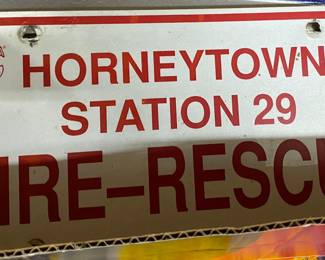 HORNEYTOWN
STATION 29
IRE-RESCU